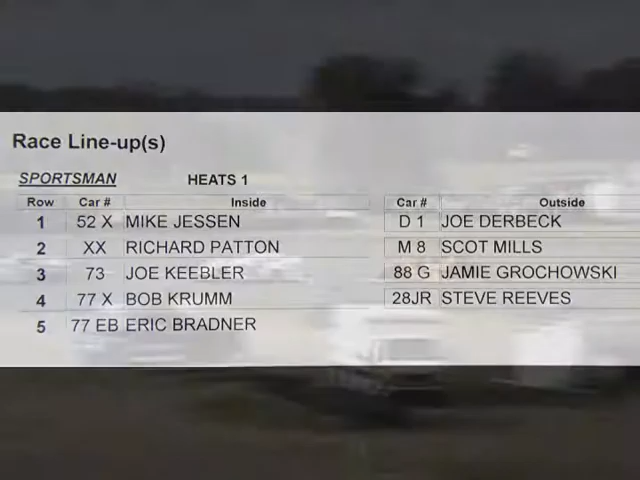 Race Line-up(s)
SPORTSMAN HEATS 1
Row Car # Inside Car # Outside
1 52 X MIKE JESSEN D 1 JOE DERBECK
2 XX RICHARD PATTON M 8 SCOT MILLS
3 73 JOE KEEBLER 88 G JAMIE GROCHOWSKI
4 77 X BOB KRUMM 28JR STEVE REEVES
5 77 EB ERIC BRADNER